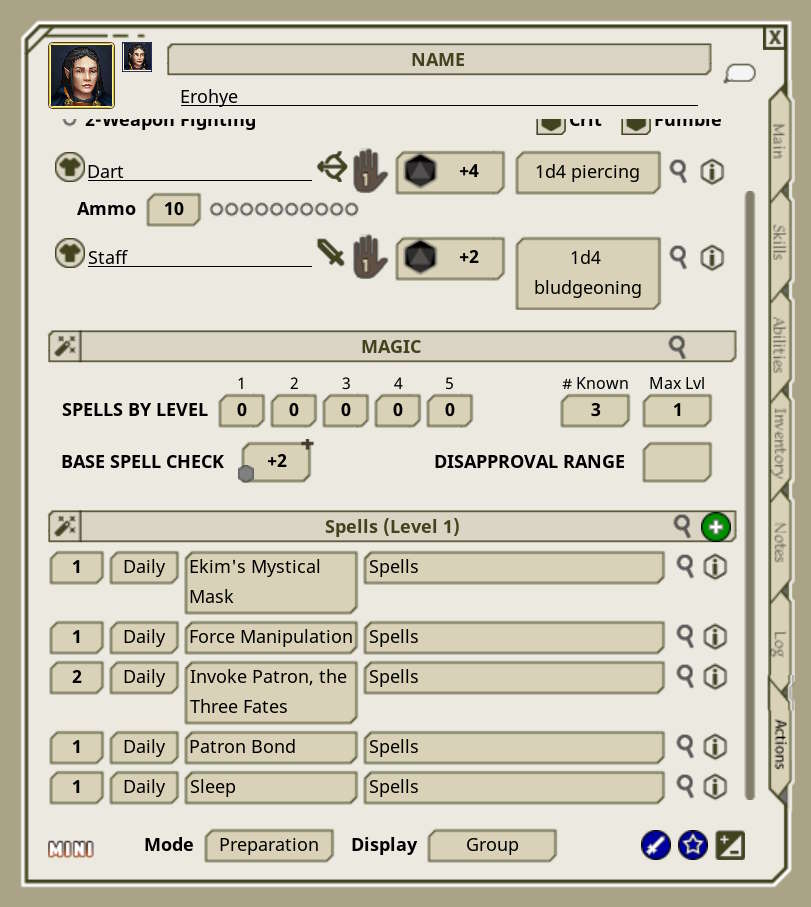 X
NAME
Erohye
2-Weapon Fighting Crit Fumble
Dart 1 +4 1d4 piercing
Ammo 10
Staff 1 +2 1d4
bludgeoning
MAGIC
1 2 3 4 5 # Known Max Lvl
SPELLS BY LEVEL 0 0 0 0 0 3 1
BASE SPELL CHECK +2 DISAPPROVAL RANGE
Spells (Level 1)
1 Daily Ekim's Mystical Spells
Mask
1 Daily Force Manipulation Spells
2 Daily Invoke Patron, the Spells
Three Fates
1 Daily Patron Bond Spells
1 Daily Sleep Spells
MINI Mode Preparation Display Group
Main
Skills
Abilities
Inventory
Notes
Log
Actions